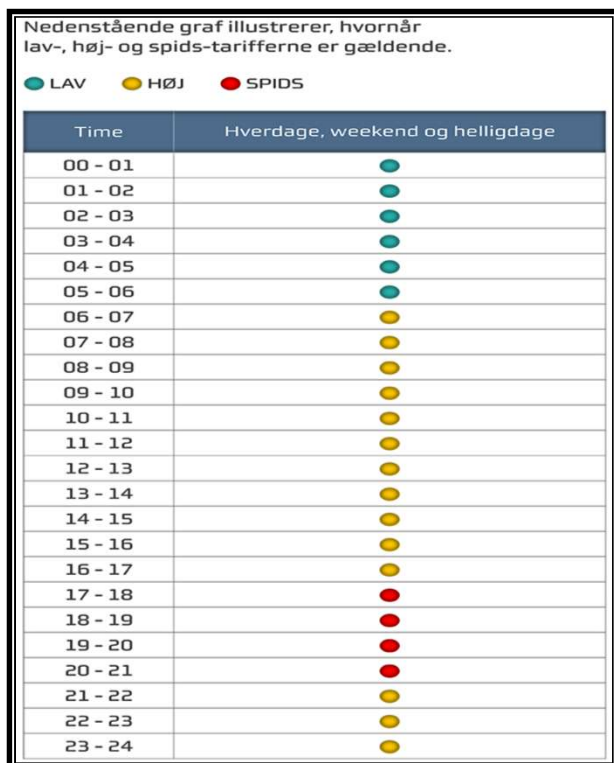 Nedenstående graf illustrerer, hvornår
lav-, høj- og spids-tarifferne er gældende.
LAV HØJ SPIDS
Time Hverdage, weekend og helligdage
00 - 01
01 - 02
02 - 03
03 - 04
04 - 05
05 - 06
06 - 07
07 - 08
08 - 09
09 - 10
10 - 11
11 - 12
12 - 13
13 - 14
14 - 15
15 - 16
16 - 17
17 - 18
18 - 19
19 - 20
20 - 21
21 - 22
22 - 23
23 - 24